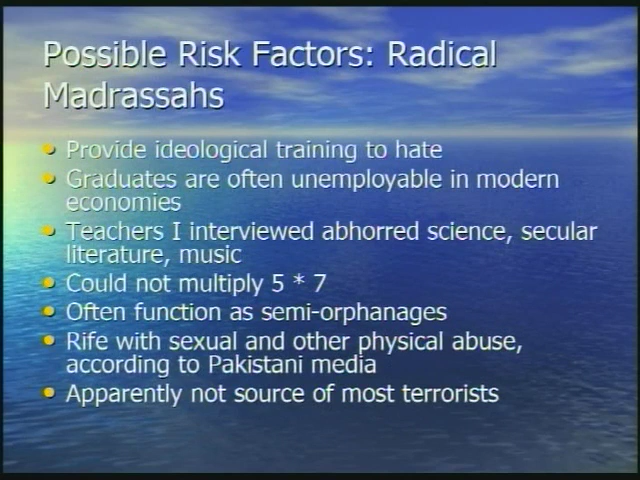 Possible Risk Factors: Radical
Madrassahs
• Provide ideological training to hate
• Graduates are often unemployable in modern
economies
• Teachers I interviewed abhorred science, secular
literature, music
• Could not multiply 5 * 7
• Often function as semi-orphanages
• Rife with sexual and other physical abuse,
according to Pakistani media
• Apparently not source of most terrorists